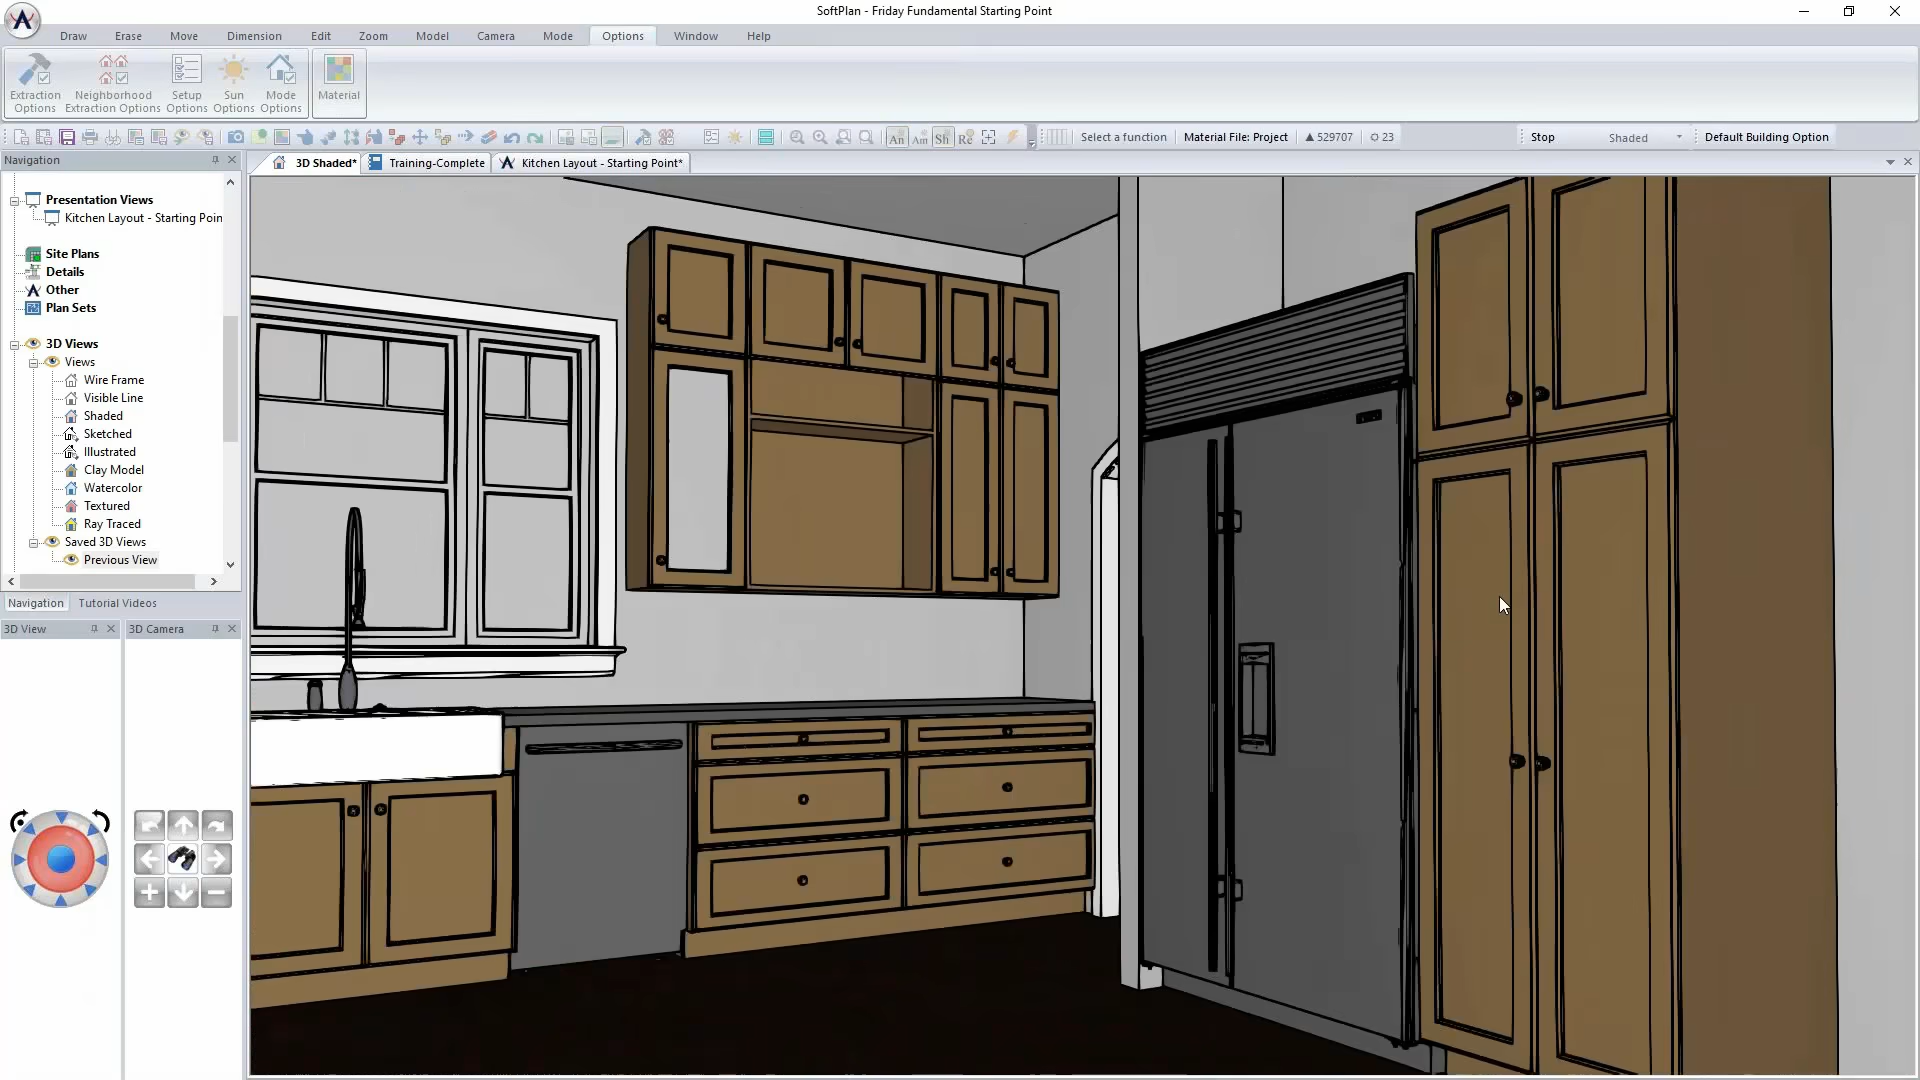 SoftPlan - Friday Fundamental Starting Point
Draw Erase Move Dimension Edit Zoom Model Camera Mode Options Window Help
Extraction Options
Neighborhood Extraction Options
Setup Options
Sun Options
Mode Options
Material
An Am Sh Re Select a function Material File: Project 529707 23 Stop Shaded Default Building Option
Navigation
3D Shaded* Training-Complete Kitchen Layout - Starting Point*
Presentation Views
Kitchen Layout - Starting Poin
Site Plans
Details
Other
Plan Sets
3D Views
Views
Wire Frame
Visible Line
Shaded
Sketched
Illustrated
Clay Model
Watercolor
Textured
Ray Traced
Saved 3D Views
Previous View
Navigation Tutorial Videos
3D View 3D Camera